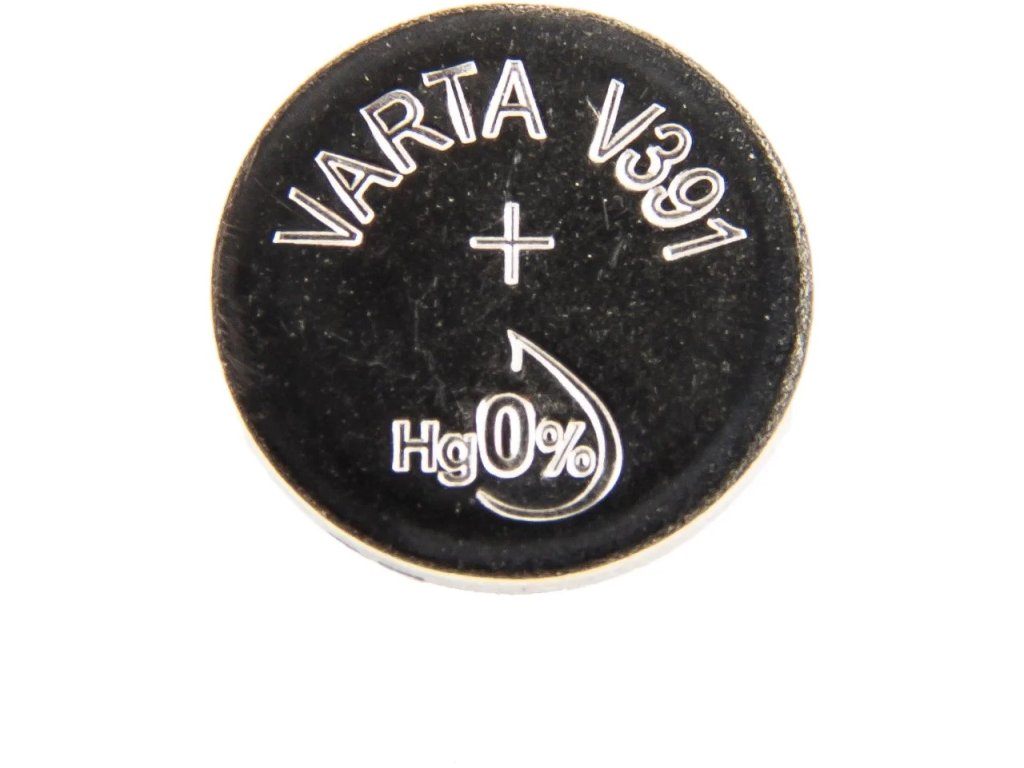 VARTA V391
+
Hg0%